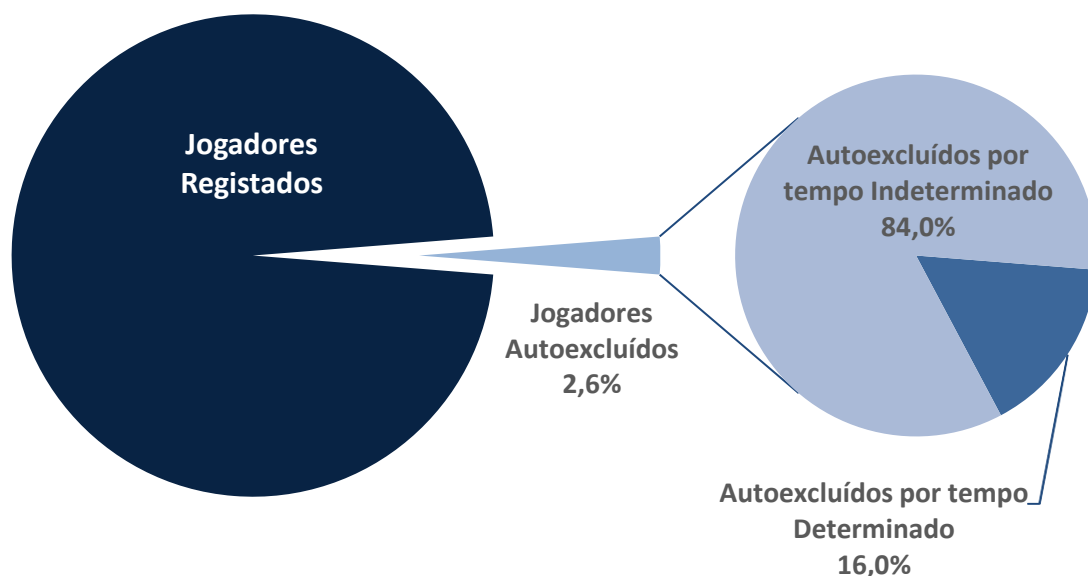 Jogadores
Registados
Jogadores
Autoexcluídos
2,6%
Autoexcluídos por
tempo Indeterminado
84,0%
Autoexcluídos por tempo
Determinado
16,0%